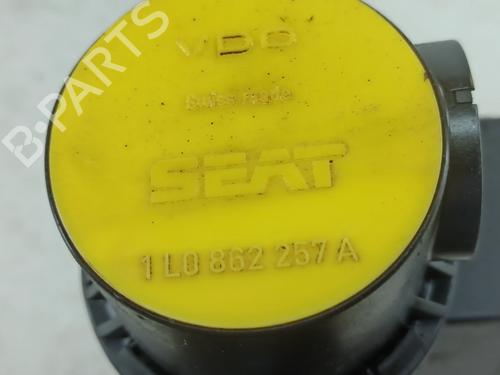 B-PARTS
VDO
Swiss made
SEAT
1L0 862 257 A